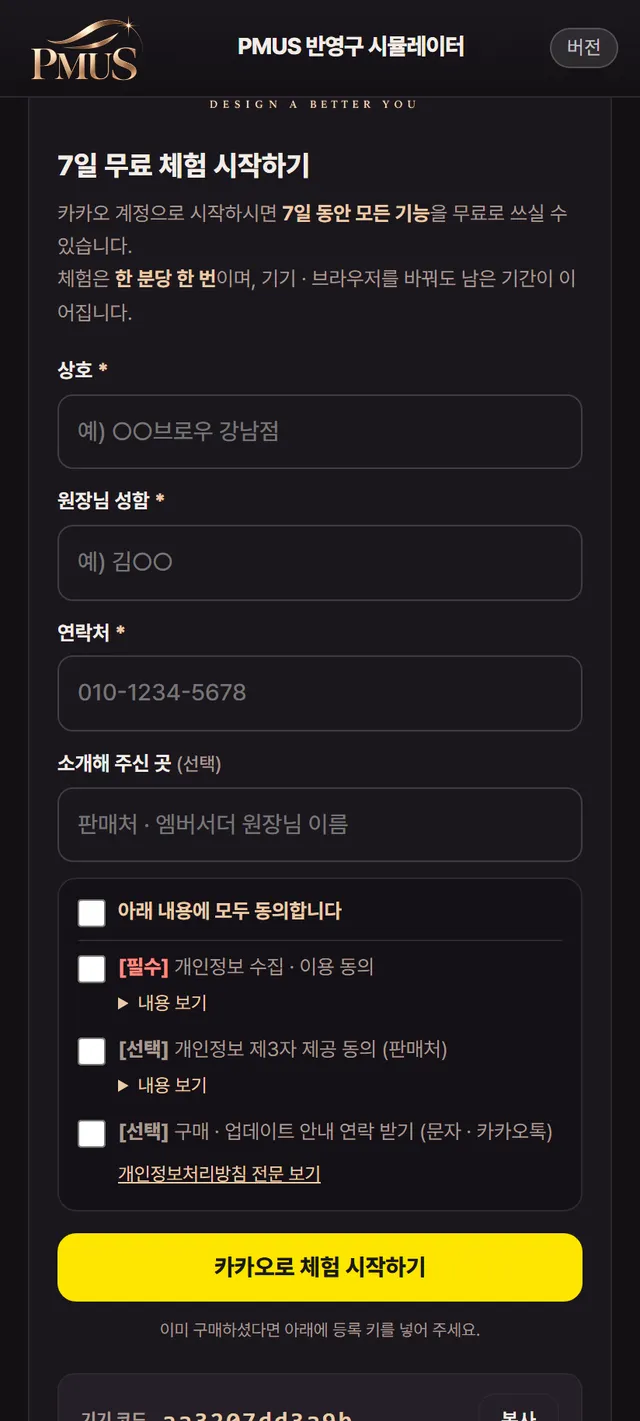 PMUS
PMUS 반영구 시뮬레이터
버전
DESIGN A BETTER YOU
7일 무료 체험 시작하기
카카오 계정으로 시작하시면 7일 동안 모든 기능을 무료로 쓰실 수
있습니다.
체험은 한 분당 한 번이며, 기기 · 브라우저를 바꿔도 남은 기간이 이
어집니다.
상호 *
예) 〇〇브로우 강남점
원장님 성함 *
예) 김〇〇
연락처 *
010-1234-5678
소개해 주신 곳 (선택)
판매처 · 엠버서더 원장님 이름
아래 내용에 모두 동의합니다
[필수] 개인정보 수집 · 이용 동의
▶ 내용 보기
[선택] 개인정보 제3자 제공 동의 (판매처)
▶ 내용 보기
[선택] 구매 · 업데이트 안내 연락 받기 (문자 · 카카오톡)
개인정보처리방침 전문 보기
카카오로 체험 시작하기
이미 구매하셨다면 아래에 등록 키를 넣어 주세요.
기기 코드 aa3207dd3a9b 복사